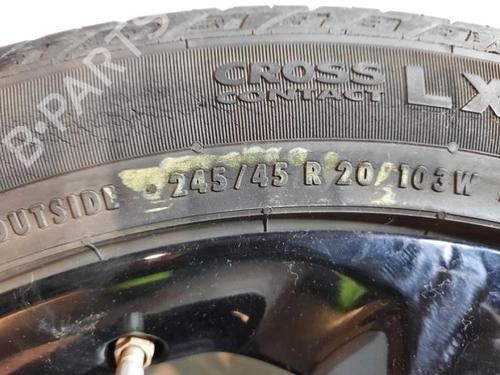 B-PARTS
CROSS LX
CONTACT
OUTSIDE 245/45 R 20 103W